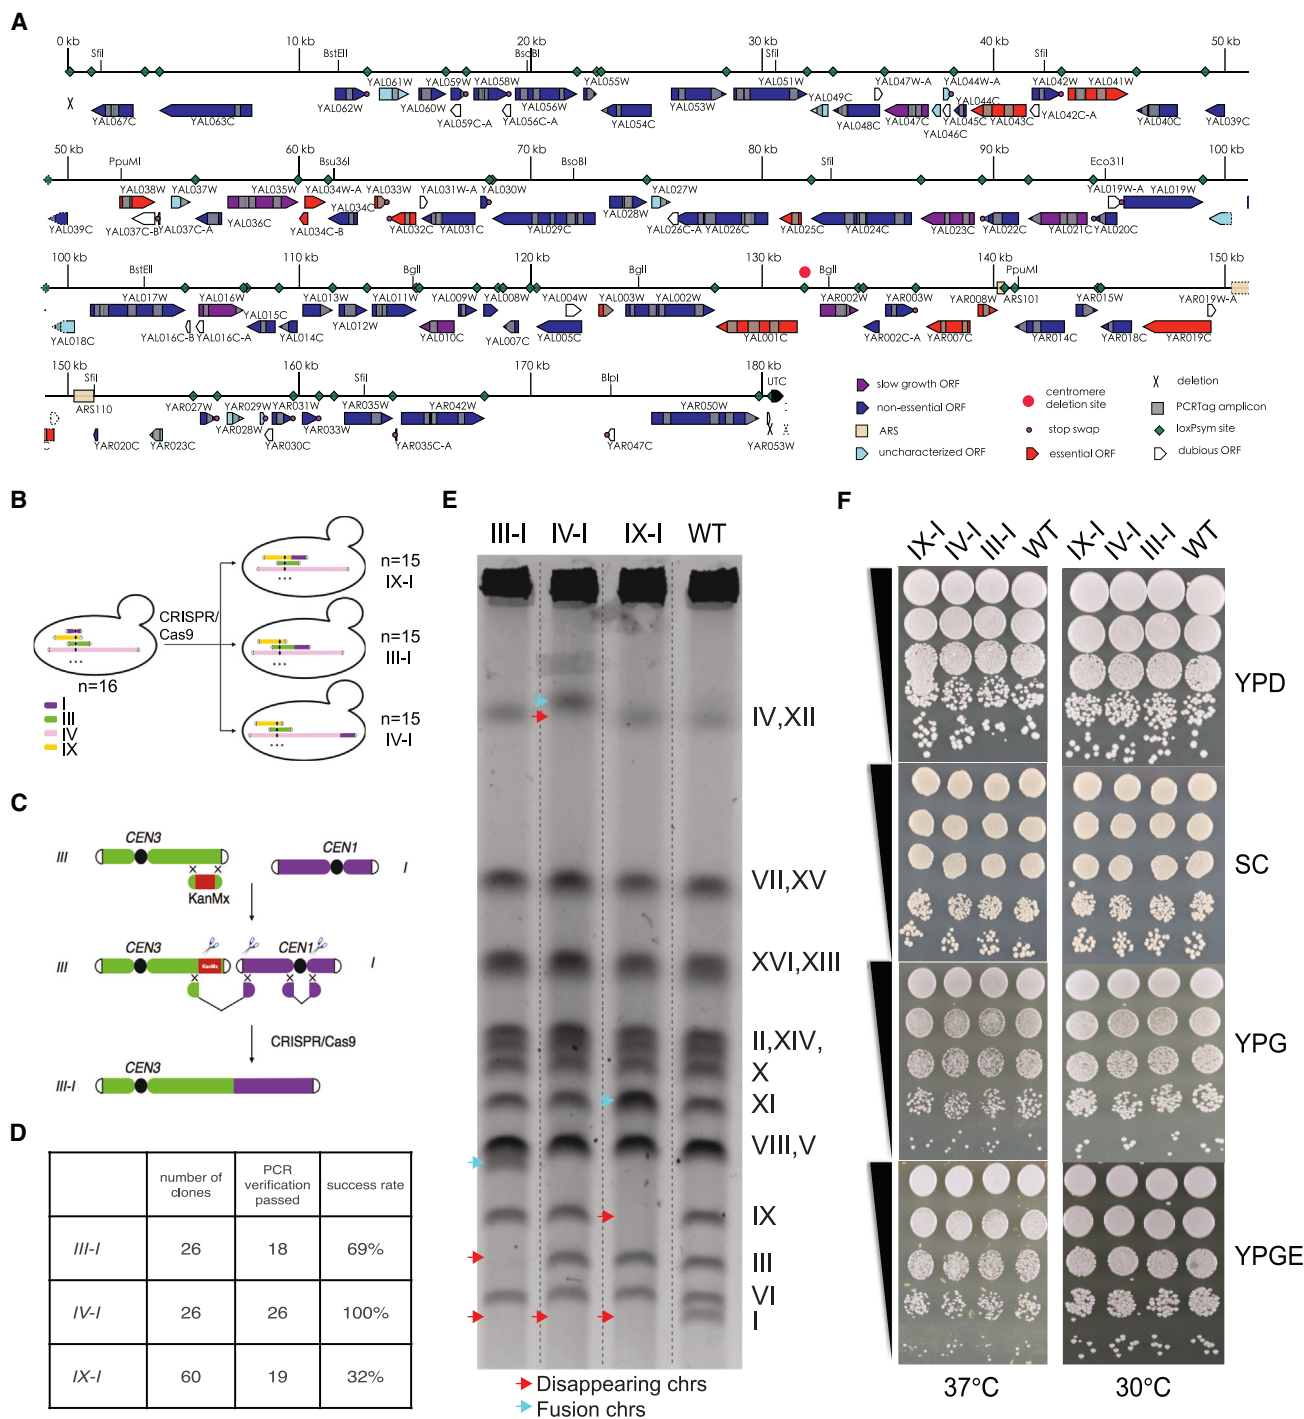 A
0 kb 10 kb 20 kb 30 kb 40 kb 50 kb
SfiI BstEII BsoBI SfiI SfiI
YAL061W YAL059W YAL058W YAL055W YAL051W YAL047W-A YAL044W-A YAL042W YAL041W
YAL062W YAL060W YAL056W YAL053W YAL049C YAL044C
YAL067C YAL063C YAL059C-A YAL056C-A YAL054C YAL048C YAL047C YAL046C YAL045C YAL043C YAL042C-A YAL040C YAL039C
50 kb 60 kb 70 kb 80 kb 90 kb 100 kb
PpuMI Bsu36I BsoBI SfiI Eco31I
YAL038W YAL037W YAL035W YAL034W-A YAL033W YAL031W-A YAL030W YAL027W YAL019W-A YAL019W
YAL034C YAL028W
YAL039C YAL037C-B YAL037C-A YAL036C YAL034C-B YAL032C YAL031C YAL029C YAL026C-A YAL026C YAL025C YAL024C YAL023C YAL022C YAL021C YAL020C
100 kb 110 kb 120 kb 130 kb 140 kb 150 kb
BstEII BglI BglI BglI PpuMI
YAL017W YAL016W YAL013W YAL011W YAL009W YAL008W YAL004W YAL003W YAL002W YAR002W YAR003W YAR008W ARS101 YAR015W YAR019W-A
YAL015C YAL012W
YAL018C YAL016C-B YAL016C-A YAL014C YAL010C YAL007C YAL005C YAL001C YAR002C-A YAR007C YAR014C YAR018C YAR019C
150 kb 160 kb 170 kb 180 kb
SfiI SfiI BlpI UTC
ARS110 YAR027W YAR029W YAR031W YAR035W YAR042W YAR050W
YAR028W YAR033W
C YAR020C YAR023C YAR030C YAR035C-A YAR047C YAR053W
slow growth ORF
centromere deletion site
deletion
non-essential ORF
PCRTag amplicon
ARS
stop swap
loxPsym site
uncharacterized ORF
essential ORF
dubious ORF
B
n=16
I
III
IV
IX
CRISPR/
Cas9
n=15
IX-I
n=15
III-I
n=15
IV-I
C
III CEN3 CEN1 I
KanMx
III CEN3 KanMx CEN1 I
CRISPR/Cas9
III-I CEN3
D
number of clones PCR verification passed success rate
III-I 26 18 69%
IV-I 26 26 100%
IX-I 60 19 32%
E
III-I IV-I IX-I WT
IV,XII
VII,XV
XVI,XIII
II,XIV,
X
XI
VIII,V
IX
III
VI
I
Disappearing chrs
Fusion chrs
F
IX-I IV-I III-I WT IX-I IV-I III-I WT
YPD
SC
YPG
YPGE
37°C 30°C